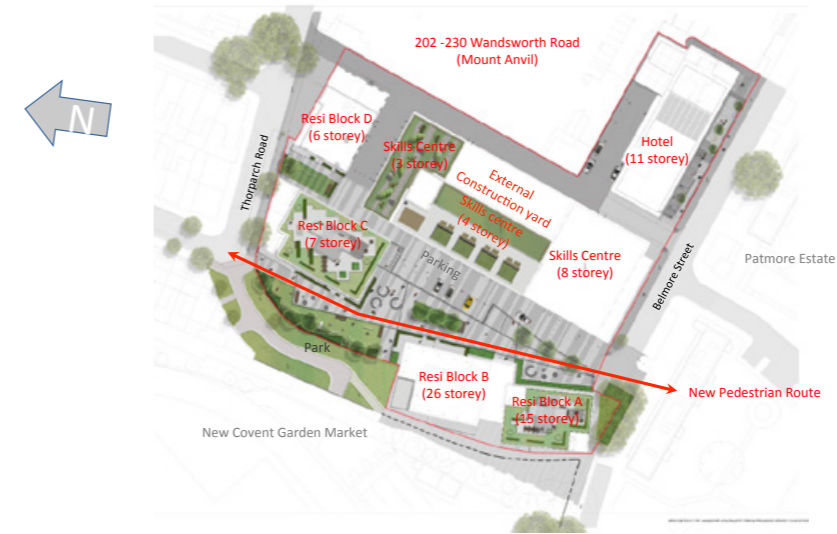 202 -230 Wandsworth Road
(Mount Anvil)
N
Resi Block D
(6 storey)
Skills Centre
(3 storey)
Hotel
(11 storey)
Thorparch Road
External
Construction yard
Skills centre
(4 storey)
Resi Block C
(7 storey)
Parking
Skills Centre
(8 storey)
Patmore Estate
Belmore Street
Park
Resi Block B
(26 storey)
Resi Block A
(15 storey)
New Pedestrian Route
New Covent Garden Market